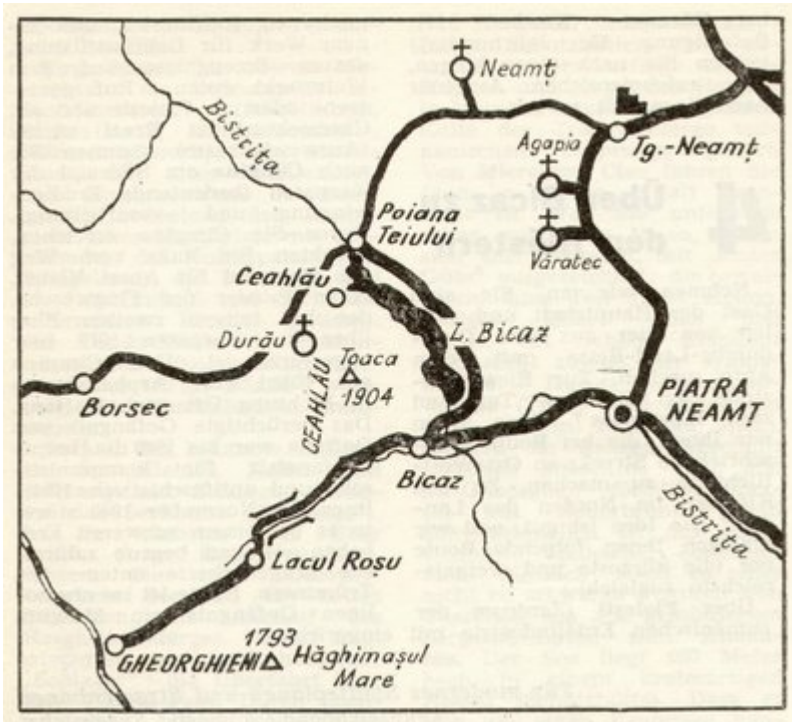 Neamt
Bistrița
Agapia
Tg.-Neamț
Poiana
Teiului
Văratec
Ceahlău
Durău
L. Bicaz
CEAHLĂU
Toaca
1904
Borsec
PIATRA
NEAMȚ
Bicaz
Bistrița
Lacul Roșu
1793
GHEORGHIENI
Hăghimașul
Mare